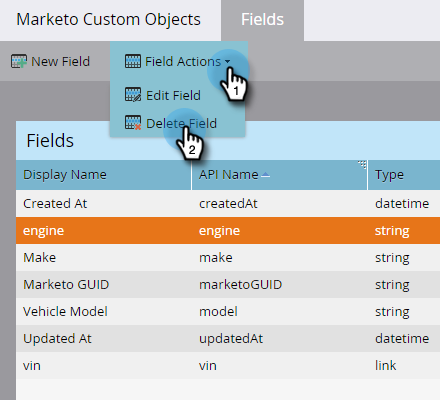 Marketo Custom Objects Fields
New Field Field Actions
1
Edit Field
Delete Field
2
Fields
Display Name API Name Type
Created At createdAt datetime
engine engine string
Make make string
Marketo GUID marketoGUID string
Vehicle Model model string
Updated At updatedAt datetime
vin vin link